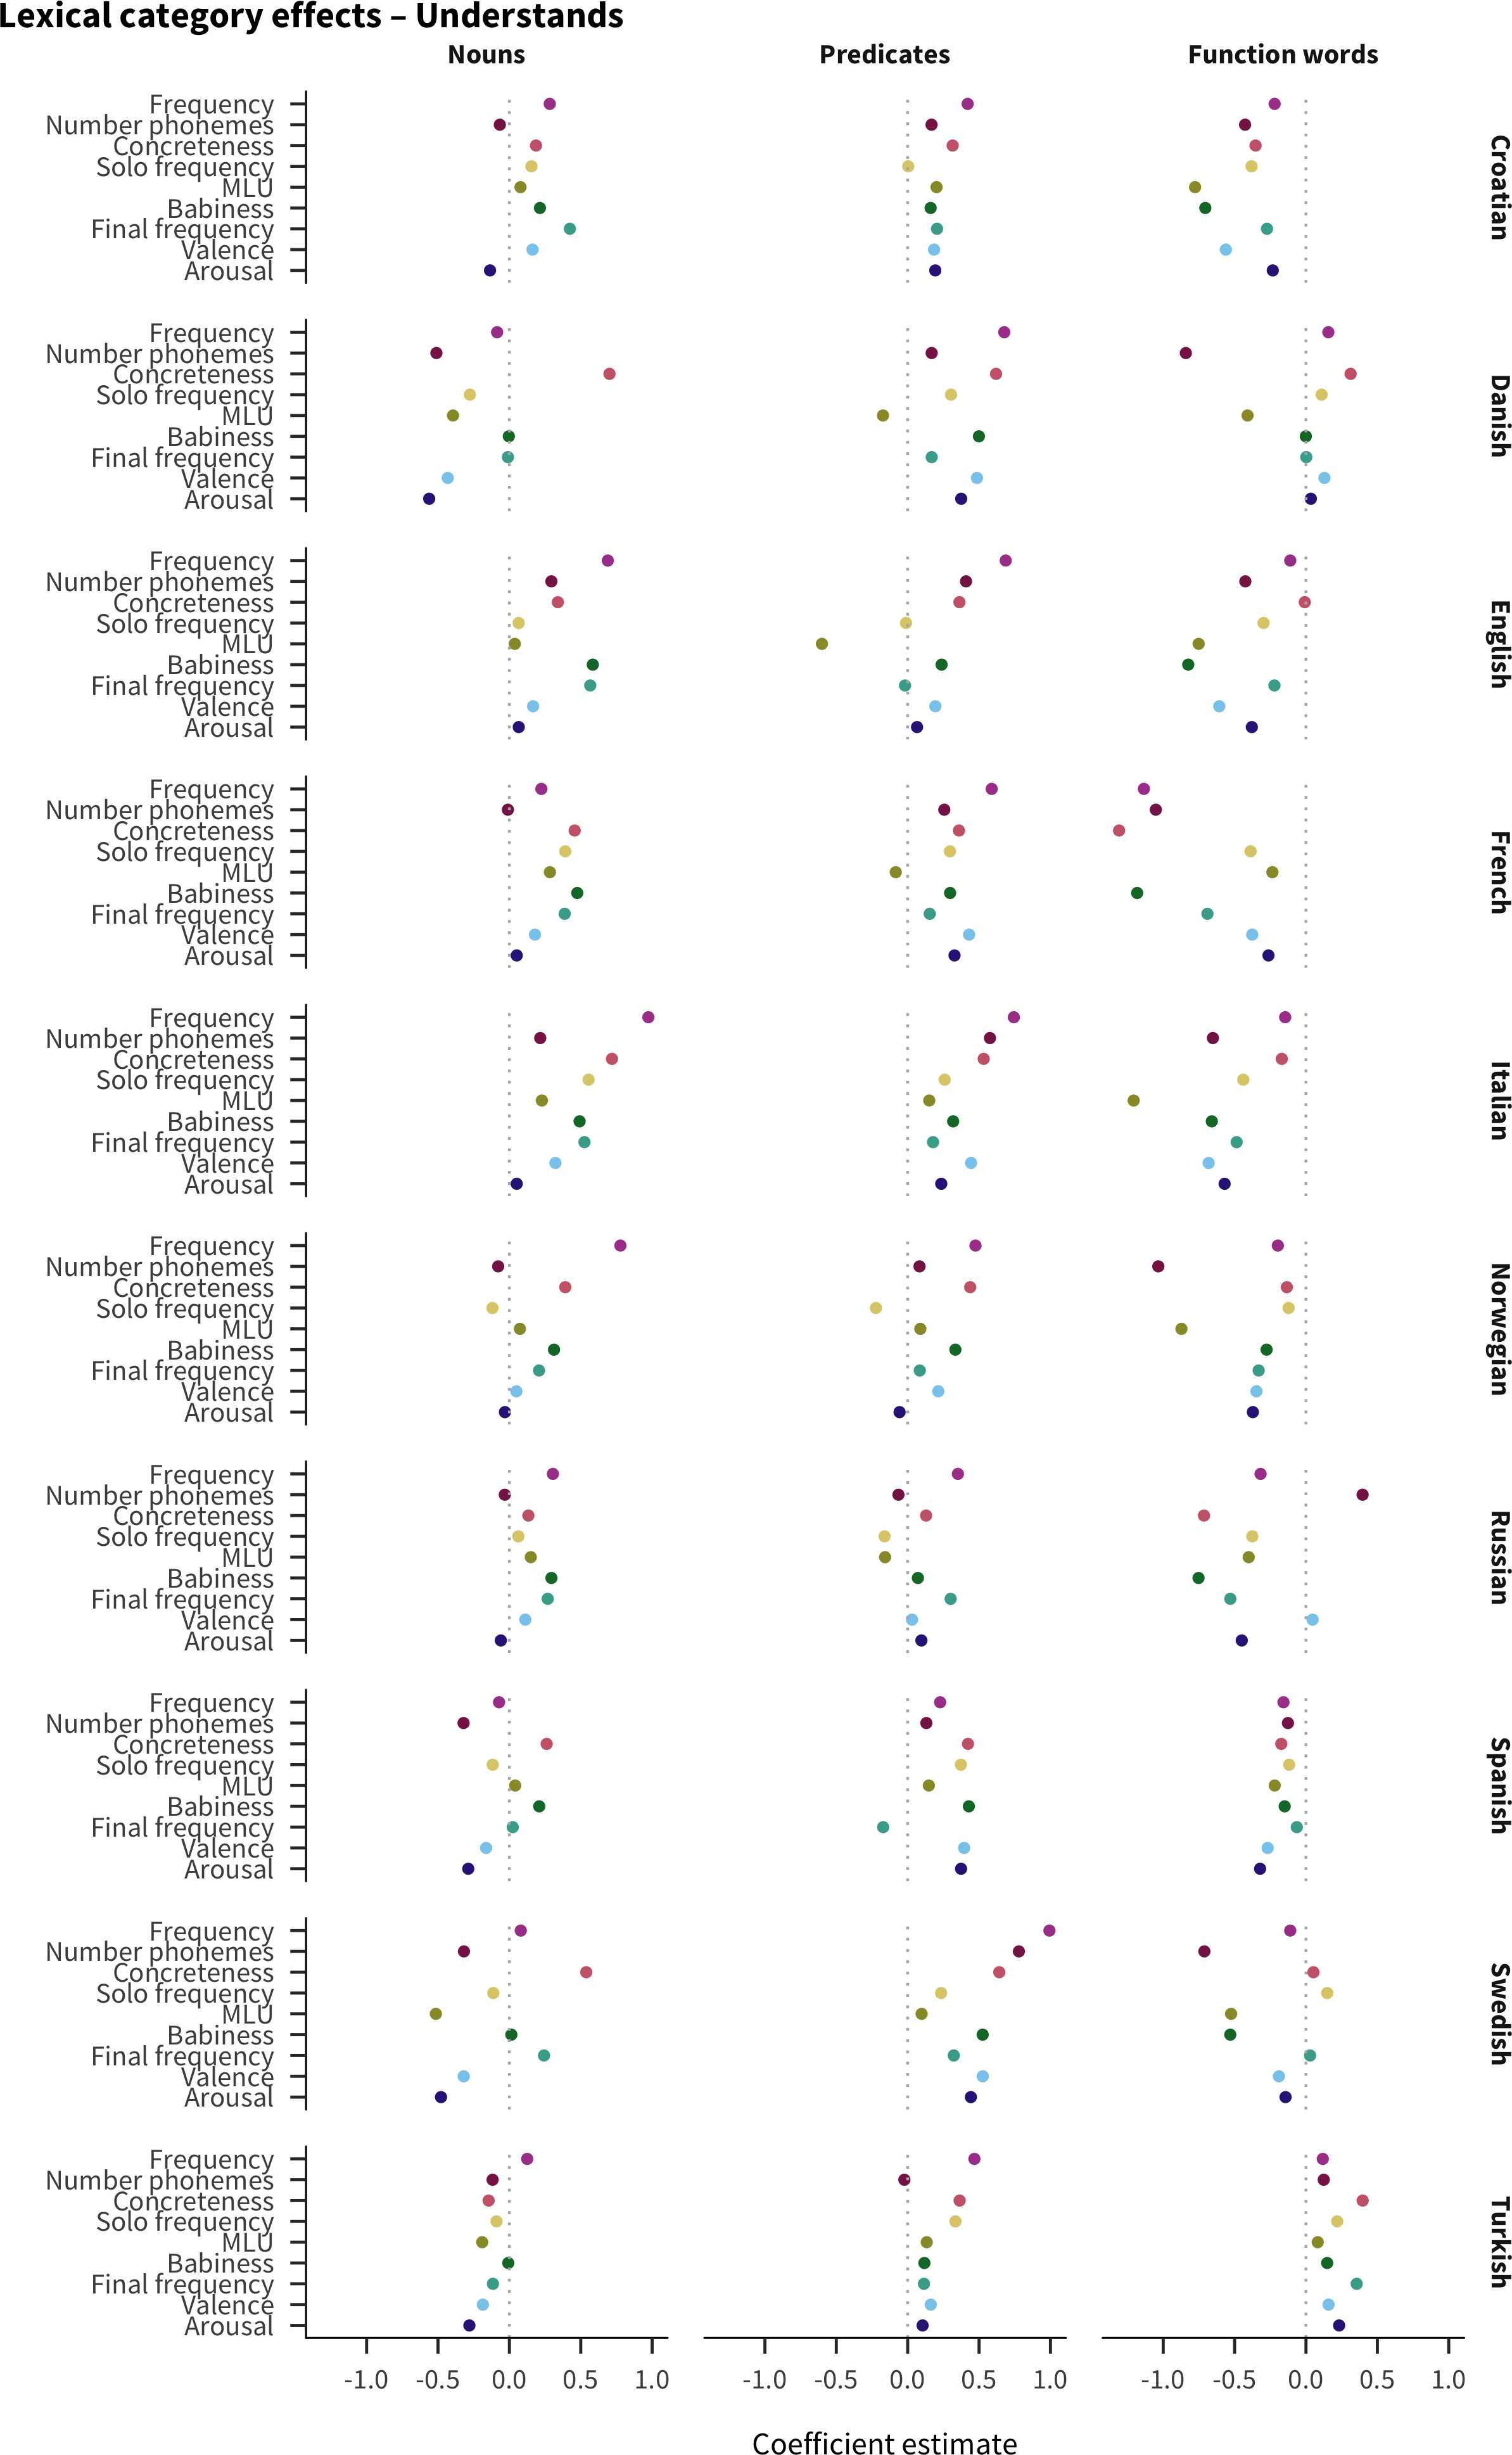 Lexical category effects – Understands
Nouns Predicates Function words
Frequency
Number phonemes
Concreteness
Solo frequency
MLU
Babiness
Final frequency
Valence
Arousal
Croatian
Frequency
Number phonemes
Concreteness
Solo frequency
MLU
Babiness
Final frequency
Valence
Arousal
Danish
Frequency
Number phonemes
Concreteness
Solo frequency
MLU
Babiness
Final frequency
Valence
Arousal
English
Frequency
Number phonemes
Concreteness
Solo frequency
MLU
Babiness
Final frequency
Valence
Arousal
French
Frequency
Number phonemes
Concreteness
Solo frequency
MLU
Babiness
Final frequency
Valence
Arousal
Italian
Frequency
Number phonemes
Concreteness
Solo frequency
MLU
Babiness
Final frequency
Valence
Arousal
Norwegian
Frequency
Number phonemes
Concreteness
Solo frequency
MLU
Babiness
Final frequency
Valence
Arousal
Russian
Frequency
Number phonemes
Concreteness
Solo frequency
MLU
Babiness
Final frequency
Valence
Arousal
Spanish
Frequency
Number phonemes
Concreteness
Solo frequency
MLU
Babiness
Final frequency
Valence
Arousal
Swedish
Frequency
Number phonemes
Concreteness
Solo frequency
MLU
Babiness
Final frequency
Valence
Arousal
Turkish
-1.0 -0.5 0.0 0.5 1.0 -1.0 -0.5 0.0 0.5 1.0 -1.0 -0.5 0.0 0.5 1.0
Coefficient estimate